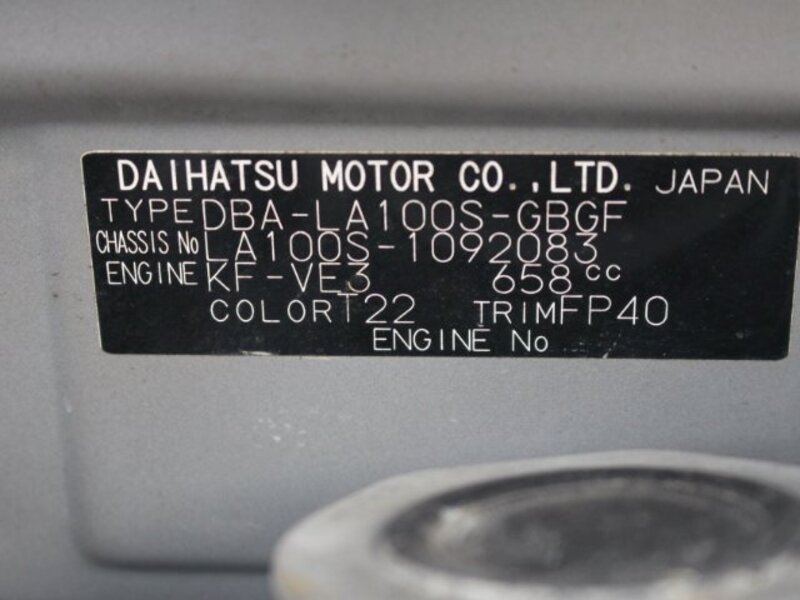 DAIHATSU MOTOR CO.,LTD. JAPAN
TYPE DBA-LA100S-GBGF
CHASSIS No LA100S-1092083
ENGINE KF-VE3 658cc
COLOR T22 TRIM FP40
ENGINE No